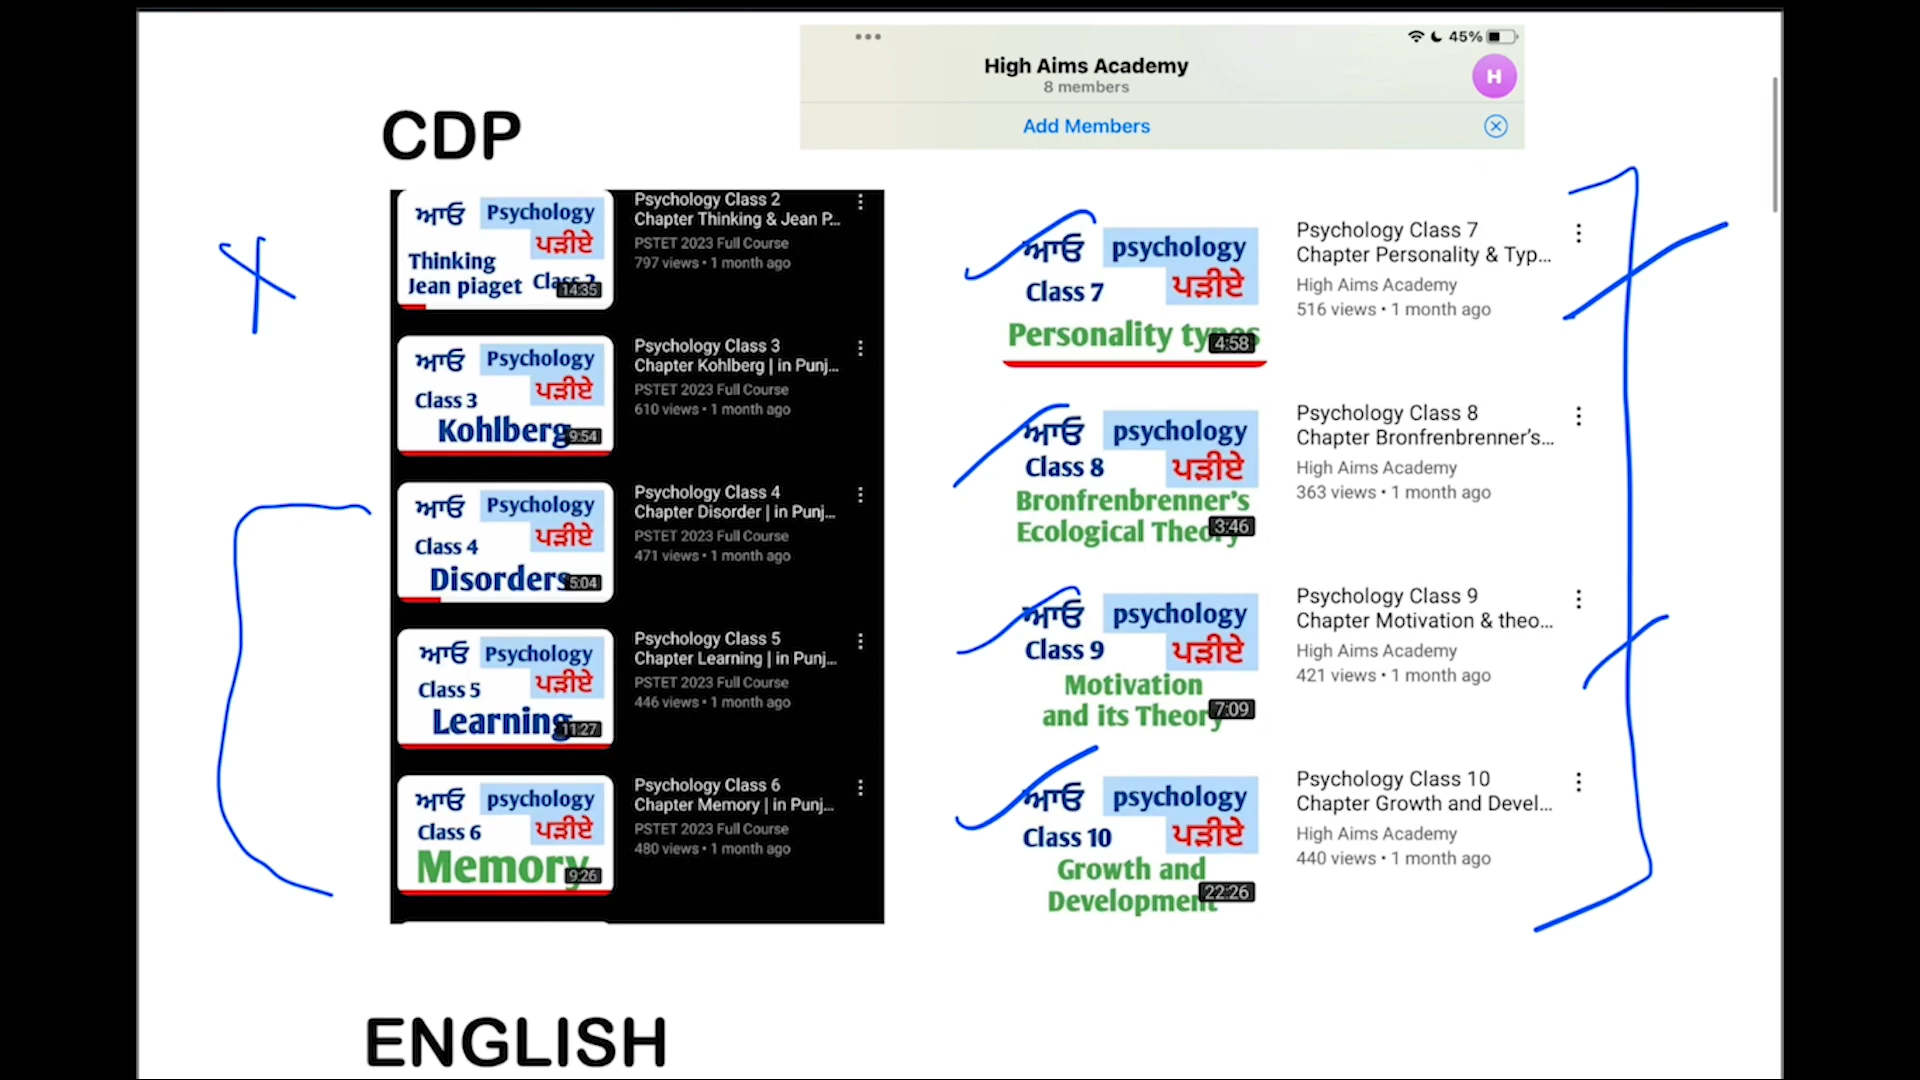 45%
High Aims Academy
8 members
H
Add Members
CDP
ਆਓ Psychology
ਪੜੀਏ
Thinking
Jean piaget
14:35
Psychology Class 2
Chapter Thinking & Jean P...
PSTET 2023 Full Course
797 views • 1 month ago
ਆਓ Psychology
ਪੜੀਏ
Class 3
Kohlberg
9:54
Psychology Class 3
Chapter Kohlberg | in Punj...
PSTET 2023 Full Course
610 views • 1 month ago
ਆਓ Psychology
ਪੜੀਏ
Class 4
Disorders
5:04
Psychology Class 4
Chapter Disorder | in Punj...
PSTET 2023 Full Course
471 views • 1 month ago
ਆਓ Psychology
ਪੜੀਏ
Class 5
Learning
11:27
Psychology Class 5
Chapter Learning | in Punj...
PSTET 2023 Full Course
446 views • 1 month ago
ਆਓ psychology
ਪੜੀਏ
Class 6
Memory
9:26
Psychology Class 6
Chapter Memory | in Punj...
PSTET 2023 Full Course
480 views • 1 month ago
ਆਓ psychology
ਪੜੀਏ
Class 7
Personality types
4:58
Psychology Class 7
Chapter Personality & Typ...
High Aims Academy
516 views • 1 month ago
ਆਓ psychology
ਪੜੀਏ
Class 8
Bronfrenbrenner's
Ecological Theory
3:46
Psychology Class 8
Chapter Bronfrenbrenner's...
High Aims Academy
363 views • 1 month ago
ਆਓ psychology
ਪੜੀਏ
Class 9
Motivation
and its Theory
7:09
Psychology Class 9
Chapter Motivation & theo...
High Aims Academy
421 views • 1 month ago
ਆਓ psychology
ਪੜੀਏ
Class 10
Growth and
Development
22:26
Psychology Class 10
Chapter Growth and Devel...
High Aims Academy
440 views • 1 month ago
ENGLISH